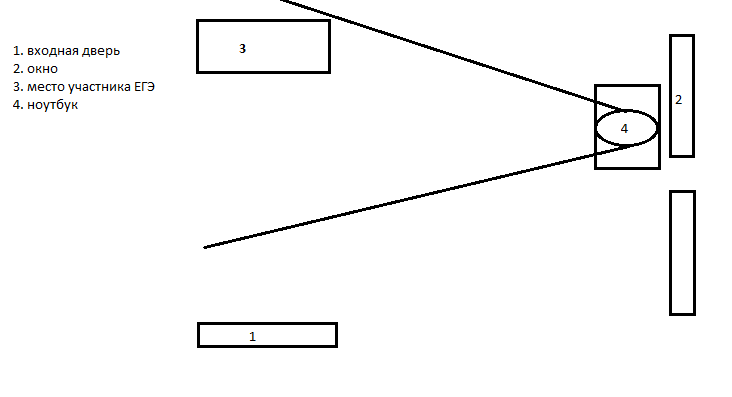 1. входная дверь
2. окно
3. место участника ЕГЭ
4. ноутбук
3
2
4
1